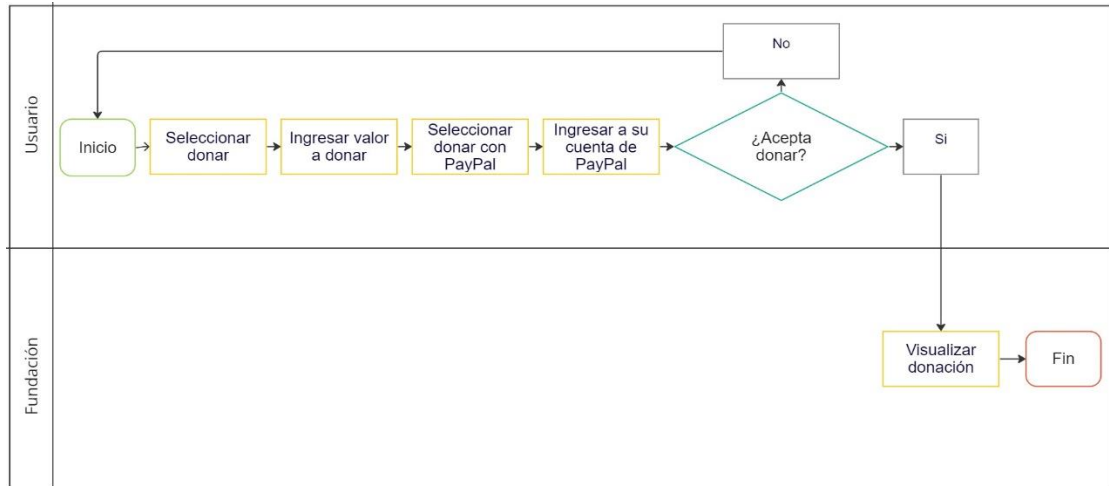 Usuario
No
Inicio
Seleccionar
donar
Ingresar valor
a donar
Seleccionar
donar con
PayPal
Ingresar a su
cuenta de
PayPal
¿Acepta
donar?
Si
Fundación
Visualizar
donación
Fin